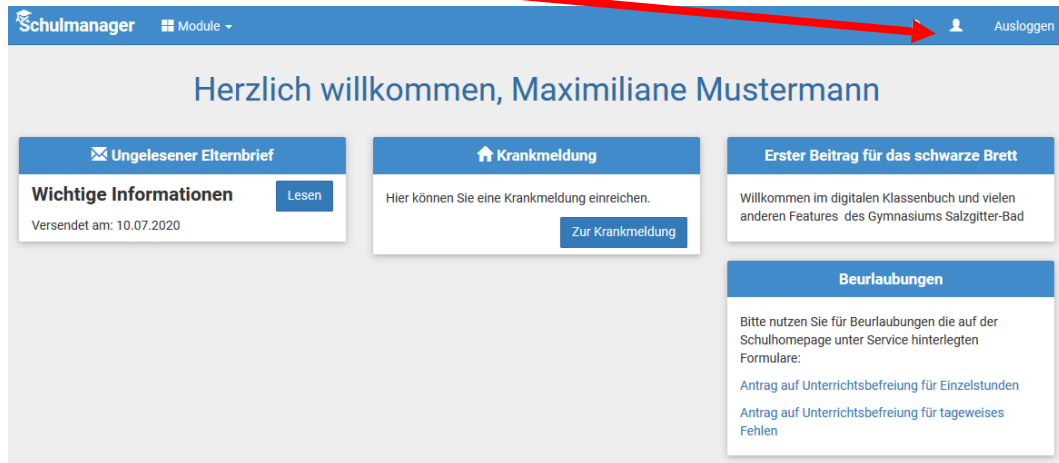 Schulmanager Module Ausloggen
Herzlich willkommen, Maximiliane Mustermann
Ungelesener Elternbrief
Wichtige Informationen Lesen
Versendet am: 10.07.2020
Krankmeldung
Hier können Sie eine Krankmeldung einreichen.
Zur Krankmeldung
Erster Beitrag für das schwarze Brett
Willkommen im digitalen Klassenbuch und vielen
anderen Features des Gymnasiums Salzgitter-Bad
Beurlaubungen
Bitte nutzen Sie für Beurlaubungen die auf der
Schulhomepage unter Service hinterlegten
Formulare:
Antrag auf Unterrichtsbefreiung für Einzelstunden
Antrag auf Unterrichtsbefreiung für tageweises
Fehlen